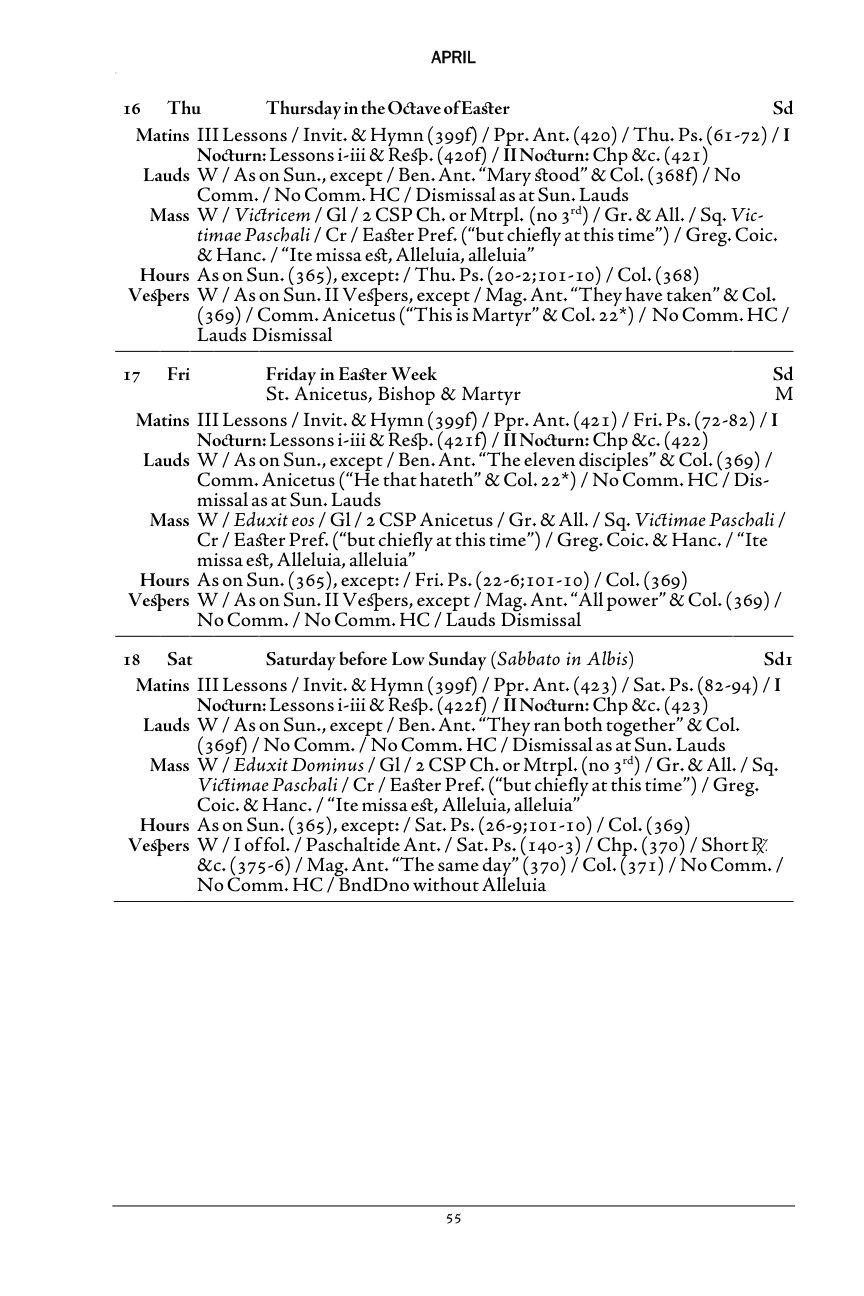 APRIL
16 Thu Thursday in the Octave of Easter Sd
Matins III Lessons / Invit. & Hymn (399f) / Ppr. Ant. (420) / Thu. Ps. (61-72) / I
Nocturn: Lessons i-iii & Resp. (420f) / II Nocturn: Chp &c. (421)
Lauds W / As on Sun., except / Ben. Ant. “Mary stood” & Col. (368f) / No
Comm. / No Comm. HC / Dismissal as at Sun. Lauds
Mass W / Victricem / Gl / 2 CSP Ch. or Mtrpl. (no 3rd) / Gr. & All. / Sq. Vic-
timae Paschali / Cr / Easter Pref. (“but chiefly at this time”) / Greg. Coic.
& Hanc. / “Ite missa est, Alleluia, alleluia”
Hours As on Sun. (365), except: / Thu. Ps. (20-2;101-10) / Col. (368)
Vespers W / As on Sun. II Vespers, except / Mag. Ant. “They have taken” & Col.
(369) / Comm. Anicetus (“This is Martyr” & Col. 22*) / No Comm. HC /
Lauds Dismissal
17 Fri Friday in Easter Week Sd
St. Anicetus, Bishop & Martyr M
Matins III Lessons / Invit. & Hymn (399f) / Ppr. Ant. (421) / Fri. Ps. (72-82) / I
Nocturn: Lessons i-iii & Resp. (421f) / II Nocturn: Chp &c. (422)
Lauds W / As on Sun., except / Ben. Ant. “The eleven disciples” & Col. (369) /
Comm. Anicetus (“He that hateth” & Col. 22*) / No Comm. HC / Dis-
missal as at Sun. Lauds
Mass W / Eduxit eos / Gl / 2 CSP Anicetus / Gr. & All. / Sq. Victimae Paschali /
Cr / Easter Pref. (“but chiefly at this time”) / Greg. Coic. & Hanc. / “Ite
missa est, Alleluia, alleluia”
Hours As on Sun. (365), except: / Fri. Ps. (22-6;101-10) / Col. (369)
Vespers W / As on Sun. II Vespers, except / Mag. Ant. “All power” & Col. (369) /
No Comm. / No Comm. HC / Lauds Dismissal
18 Sat Saturday before Low Sunday (Sabbato in Albis) Sd1
Matins III Lessons / Invit. & Hymn (399f) / Ppr. Ant. (423) / Sat. Ps. (82-94) / I
Nocturn: Lessons i-iii & Resp. (422f) / II Nocturn: Chp &c. (423)
Lauds W / As on Sun., except / Ben. Ant. “They ran both together” & Col.
(369f) / No Comm. / No Comm. HC / Dismissal as at Sun. Lauds
Mass W / Eduxit Dominus / Gl / 2 CSP Ch. or Mtrpl. (no 3rd) / Gr. & All. / Sq.
Victimae Paschali / Cr / Easter Pref. (“but chiefly at this time”) / Greg.
Coic. & Hanc. / “Ite missa est, Alleluia, alleluia”
Hours As on Sun. (365), except: / Sat. Ps. (26-9;101-10) / Col. (369)
Vespers W / I of fol. / Paschaltide Ant. / Sat. Ps. (140-3) / Chp. (370) / Short ℟
&c. (375-6) / Mag. Ant. “The same day” (370) / Col. (371) / No Comm. /
No Comm. HC / BndDno without Alleluia
55